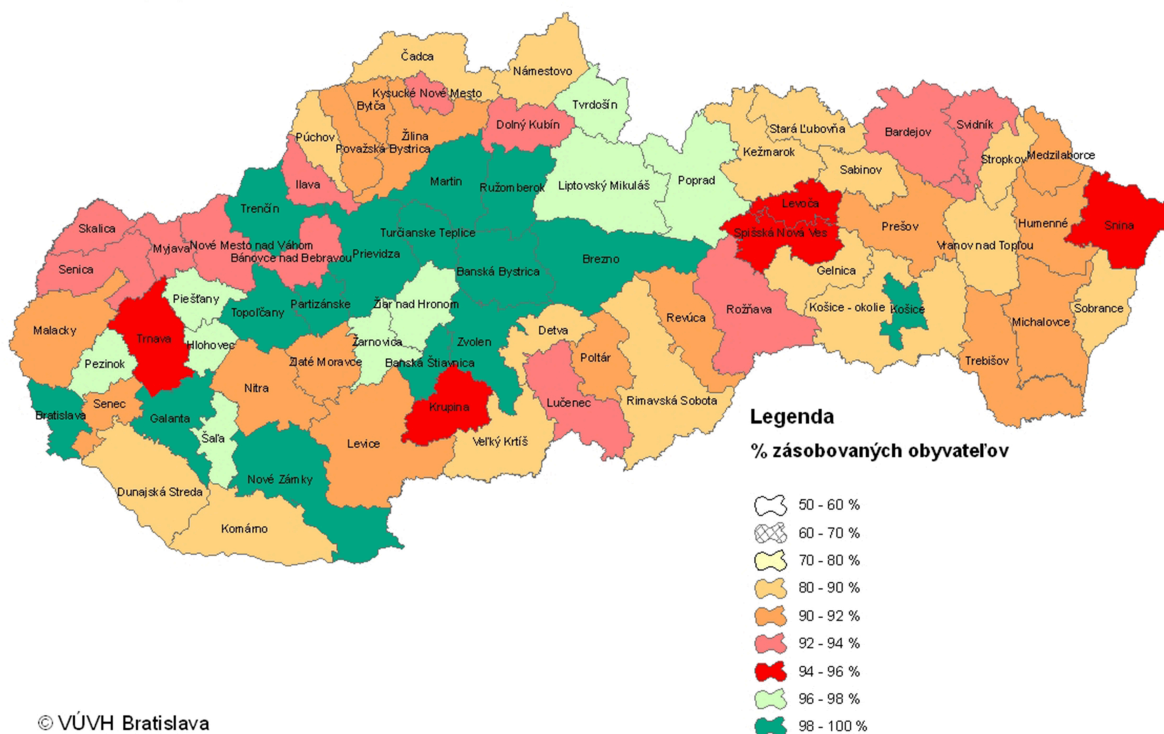 Čadca
Námestovo
Kysucké Nové Mesto
Bytča
Tvrdošín
Púchov
Žilina
Dolný Kubín
Považská Bystrica
Stará Ľubovňa
Bardejov
Svidník
Stropkov
Medzilaborce
Kežmarok
Sabinov
Ilava
Martin
Ružomberok
Liptovský Mikuláš
Poprad
Trenčín
Levoča
Prešov
Humenné
Snina
Skalica
Turčianske Teplice
Spišská Nová Ves
Myjava
Nové Mesto nad Váhom
Bánovce nad Bebravou
Prievidza
Banská Bystrica
Brezno
Vranov nad Topľou
Senica
Gelnica
Piešťany
Topoľčany
Partizánske
Žiar nad Hronom
Rožňava
Košice - okolie
Košice
Sobrance
Malacky
Trnava
Hlohovec
Žarnovica
Zvolen
Detva
Revúca
Michalovce
Pezinok
Zlaté Moravce
Banská Štiavnica
Poltár
Trebišov
Nitra
Bratislava
Senec
Galanta
Krupina
Lučenec
Rimavská Sobota
Šaľa
Levice
Veľký Krtíš
Dunajská Streda
Nové Zámky
Komárno
Legenda
% zásobovaných obyvateľov
50 - 60 %
60 - 70 %
70 - 80 %
80 - 90 %
90 - 92 %
92 - 94 %
94 - 96 %
96 - 98 %
98 - 100 %
© VÚVH Bratislava